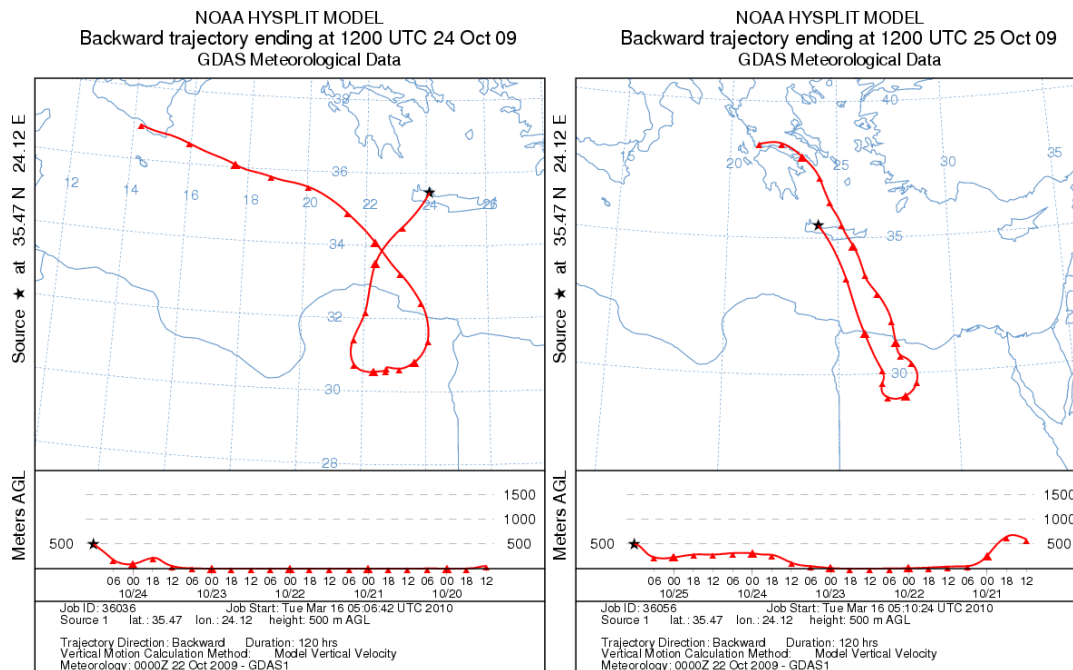 NOAA HYSPLIT MODEL
Backward trajectory ending at 1200 UTC 24 Oct 09
GDAS Meteorological Data
Source ★ at 35.47 N 24.12 E
38
36
12
14
16
18
20
22
24
26
34
32
30
28
Meters AGL
500
1500
1000
500
06 00 18 12 06 00 18 12 06 00 18 12 06 00 18 12 06 00 18 12
10/24 10/23 10/22 10/21 10/20
Job ID: 36036 Job Start: Tue Mar 16 05:06:42 UTC 2010
Source 1 lat.: 35.47 lon.: 24.12 height: 500 m AGL
Trajectory Direction: Backward Duration: 120 hrs
Vertical Motion Calculation Method: Model Vertical Velocity
Meteorology: 0000Z 22 Oct 2009 - GDAS1
NOAA HYSPLIT MODEL
Backward trajectory ending at 1200 UTC 25 Oct 09
GDAS Meteorological Data
Source ★ at 35.47 N 24.12 E
40
15
20
25
30
35
35
30
Meters AGL
500
1500
1000
500
06 00 18 12 06 00 18 12 06 00 18 12 06 00 18 12 06 00 18 12
10/25 10/24 10/23 10/22 10/21
Job ID: 36056 Job Start: Tue Mar 16 05:10:24 UTC 2010
Source 1 lat.: 35.47 lon.: 24.12 height: 500 m AGL
Trajectory Direction: Backward Duration: 120 hrs
Vertical Motion Calculation Method: Model Vertical Velocity
Meteorology: 0000Z 22 Oct 2009 - GDAS1